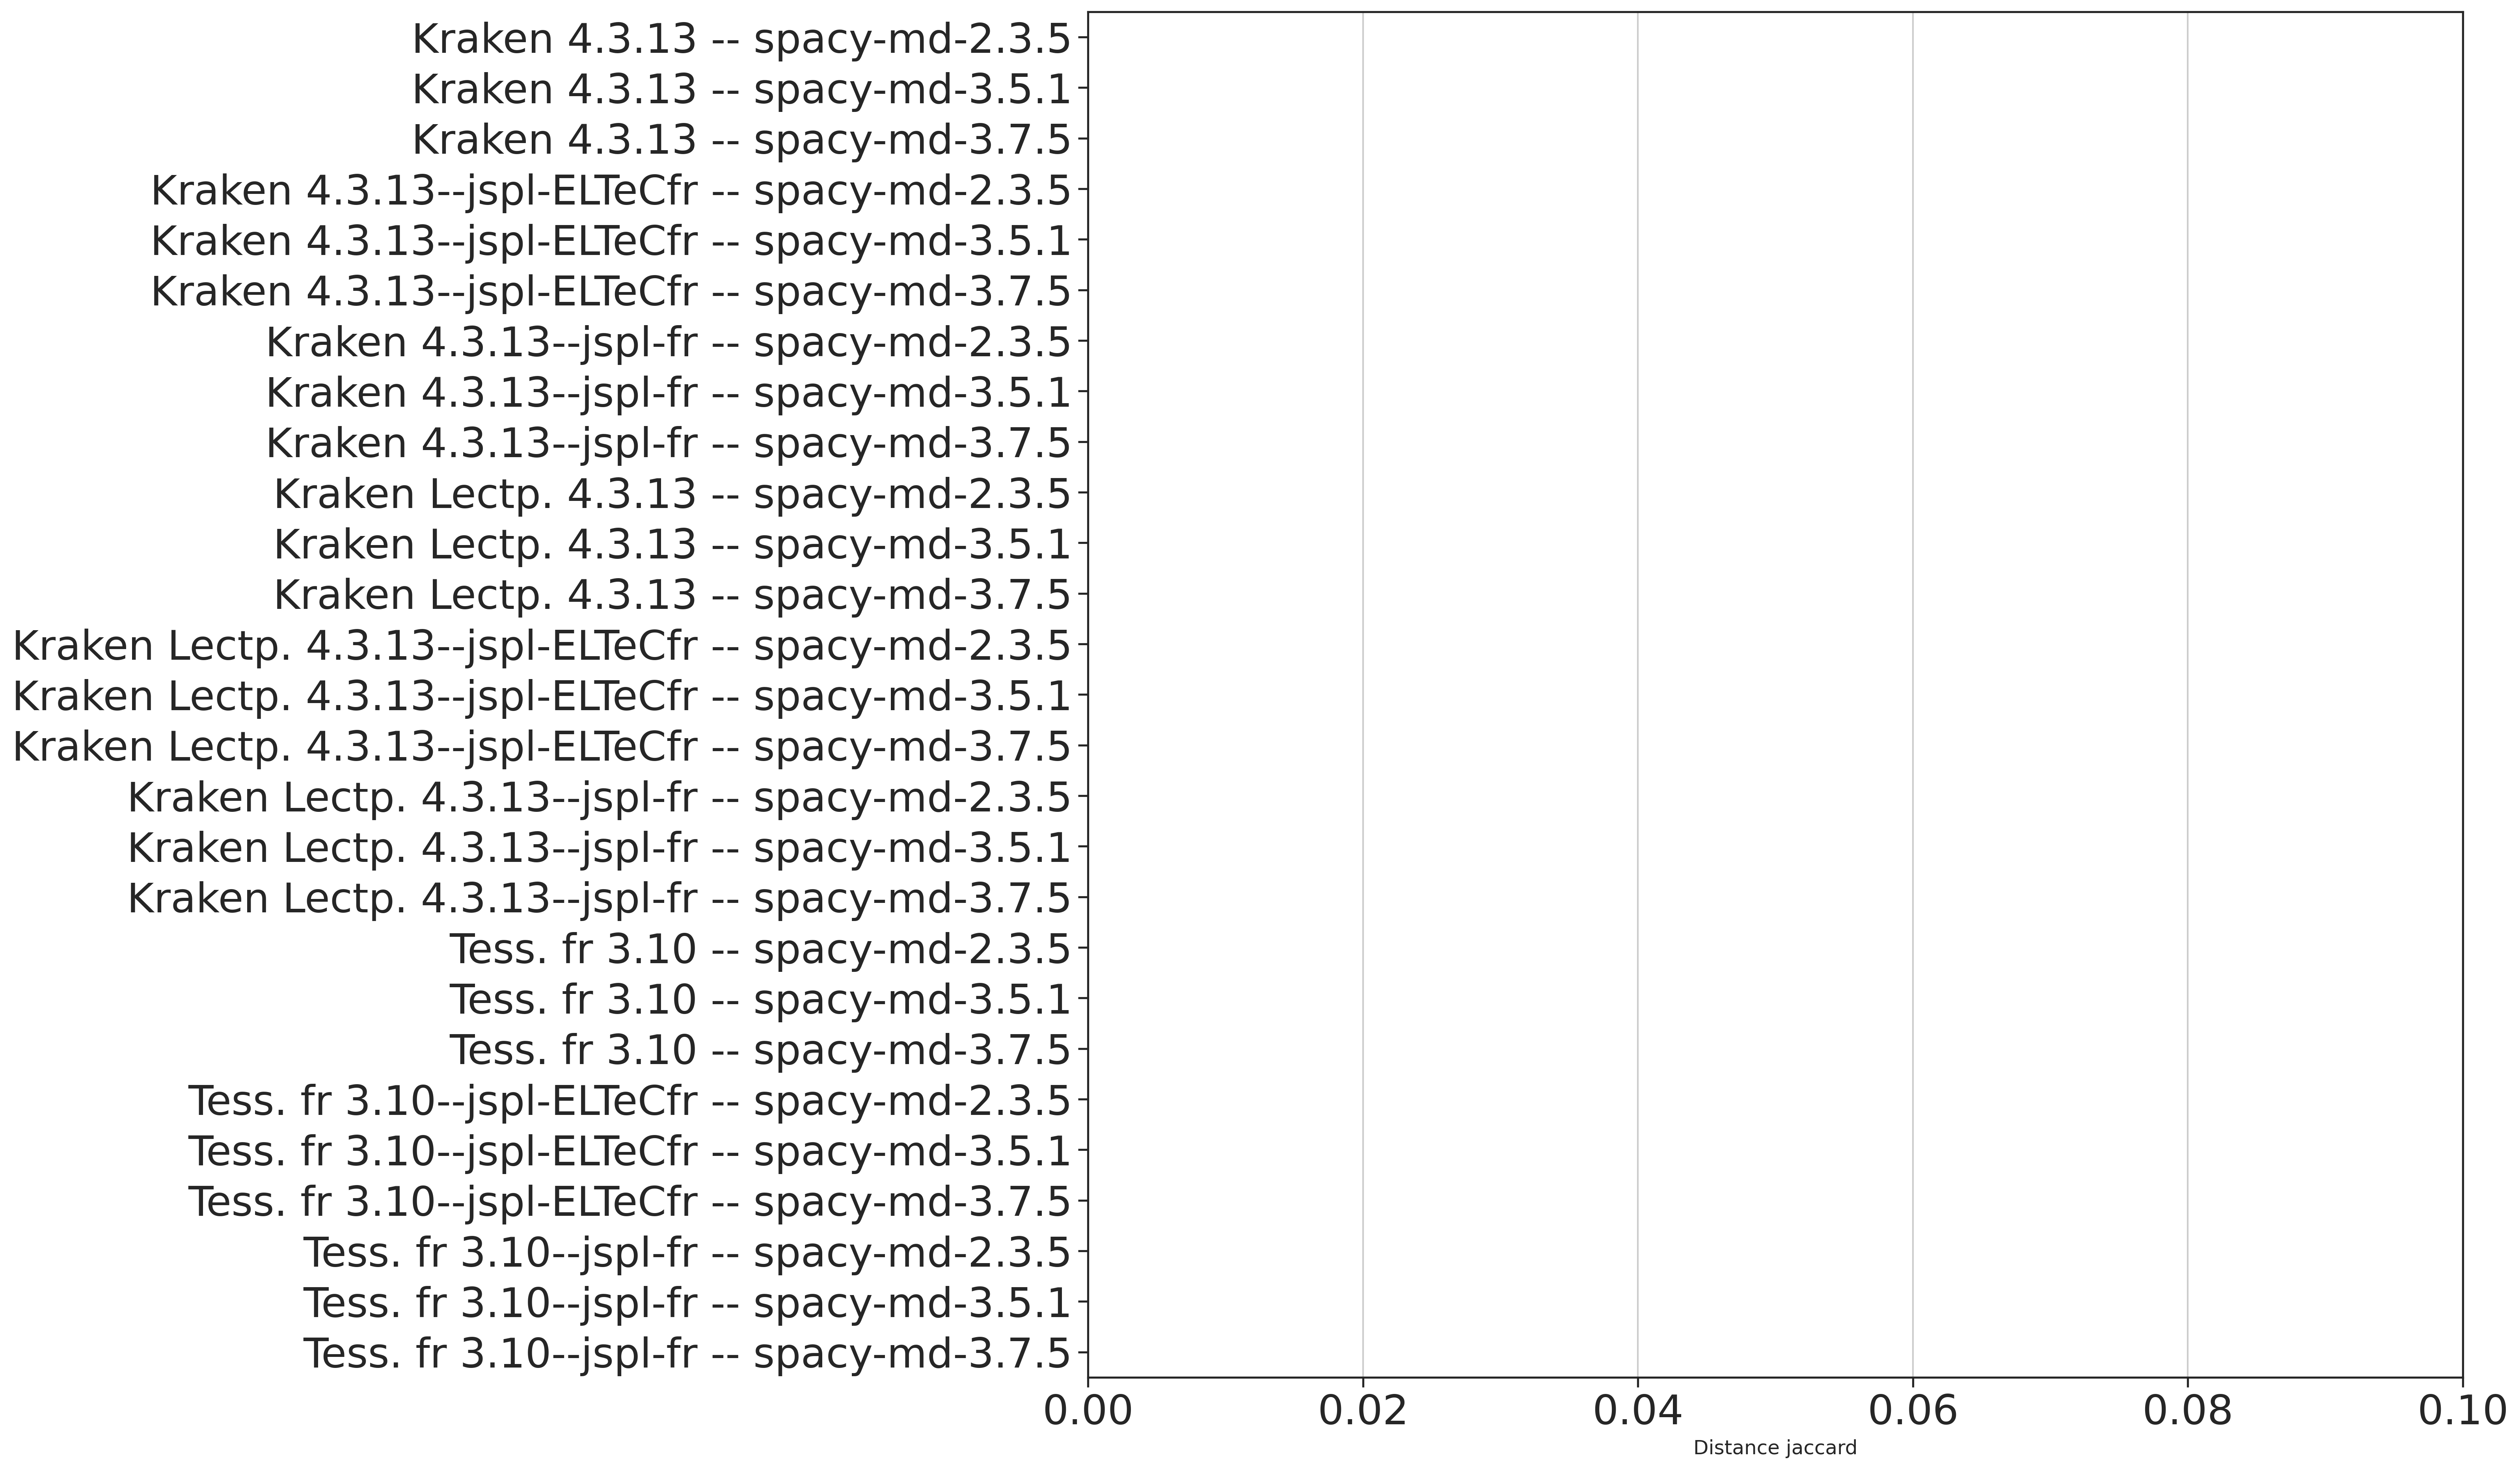 Kraken 4.3.13 -- spacy-md-2.3.5
Kraken 4.3.13 -- spacy-md-3.5.1
Kraken 4.3.13 -- spacy-md-3.7.5
Kraken 4.3.13--jspl-ELTeCfr -- spacy-md-2.3.5
Kraken 4.3.13--jspl-ELTeCfr -- spacy-md-3.5.1
Kraken 4.3.13--jspl-ELTeCfr -- spacy-md-3.7.5
Kraken 4.3.13--jspl-fr -- spacy-md-2.3.5
Kraken 4.3.13--jspl-fr -- spacy-md-3.5.1
Kraken 4.3.13--jspl-fr -- spacy-md-3.7.5
Kraken Lectp. 4.3.13 -- spacy-md-2.3.5
Kraken Lectp. 4.3.13 -- spacy-md-3.5.1
Kraken Lectp. 4.3.13 -- spacy-md-3.7.5
Kraken Lectp. 4.3.13--jspl-ELTeCfr -- spacy-md-2.3.5
Kraken Lectp. 4.3.13--jspl-ELTeCfr -- spacy-md-3.5.1
Kraken Lectp. 4.3.13--jspl-ELTeCfr -- spacy-md-3.7.5
Kraken Lectp. 4.3.13--jspl-fr -- spacy-md-2.3.5
Kraken Lectp. 4.3.13--jspl-fr -- spacy-md-3.5.1
Kraken Lectp. 4.3.13--jspl-fr -- spacy-md-3.7.5
Tess. fr 3.10 -- spacy-md-2.3.5
Tess. fr 3.10 -- spacy-md-3.5.1
Tess. fr 3.10 -- spacy-md-3.7.5
Tess. fr 3.10--jspl-ELTeCfr -- spacy-md-2.3.5
Tess. fr 3.10--jspl-ELTeCfr -- spacy-md-3.5.1
Tess. fr 3.10--jspl-ELTeCfr -- spacy-md-3.7.5
Tess. fr 3.10--jspl-fr -- spacy-md-2.3.5
Tess. fr 3.10--jspl-fr -- spacy-md-3.5.1
Tess. fr 3.10--jspl-fr -- spacy-md-3.7.5
0.00 0.02 0.04 0.06 0.08 0.10
Distance jaccard